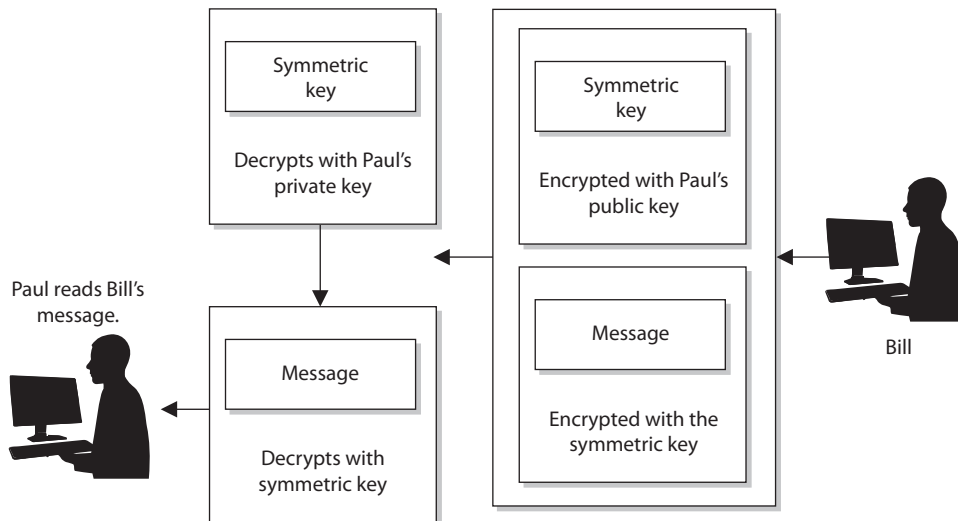 Symmetric
key
Decrypts with Paul's
private key
Symmetric
key
Encrypted with Paul's
public key
Paul reads Bill's
message.
Message
Decrypts with
symmetric key
Message
Encrypted with the
symmetric key
Bill